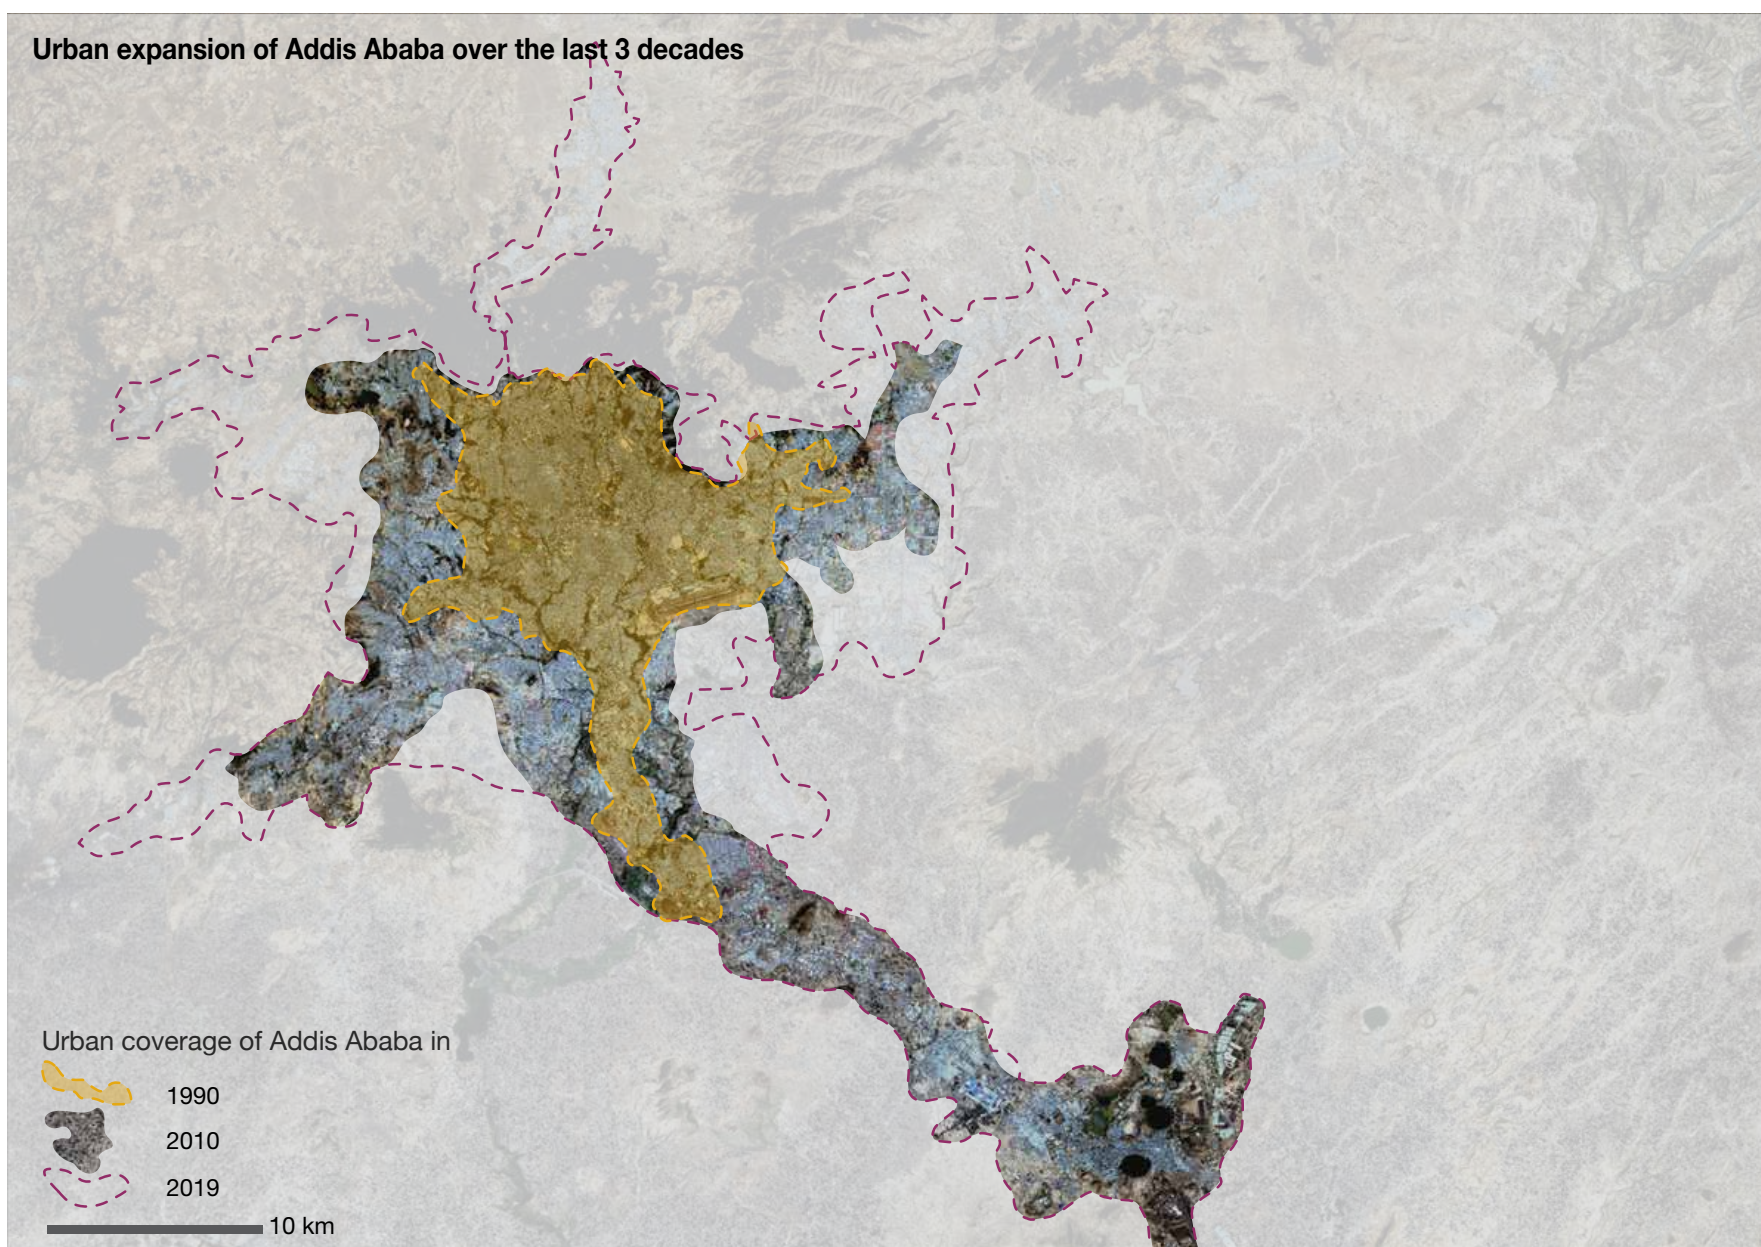 Urban expansion of Addis Ababa over the last 3 decades
Urban coverage of Addis Ababa in
1990
2010
2019
10 km